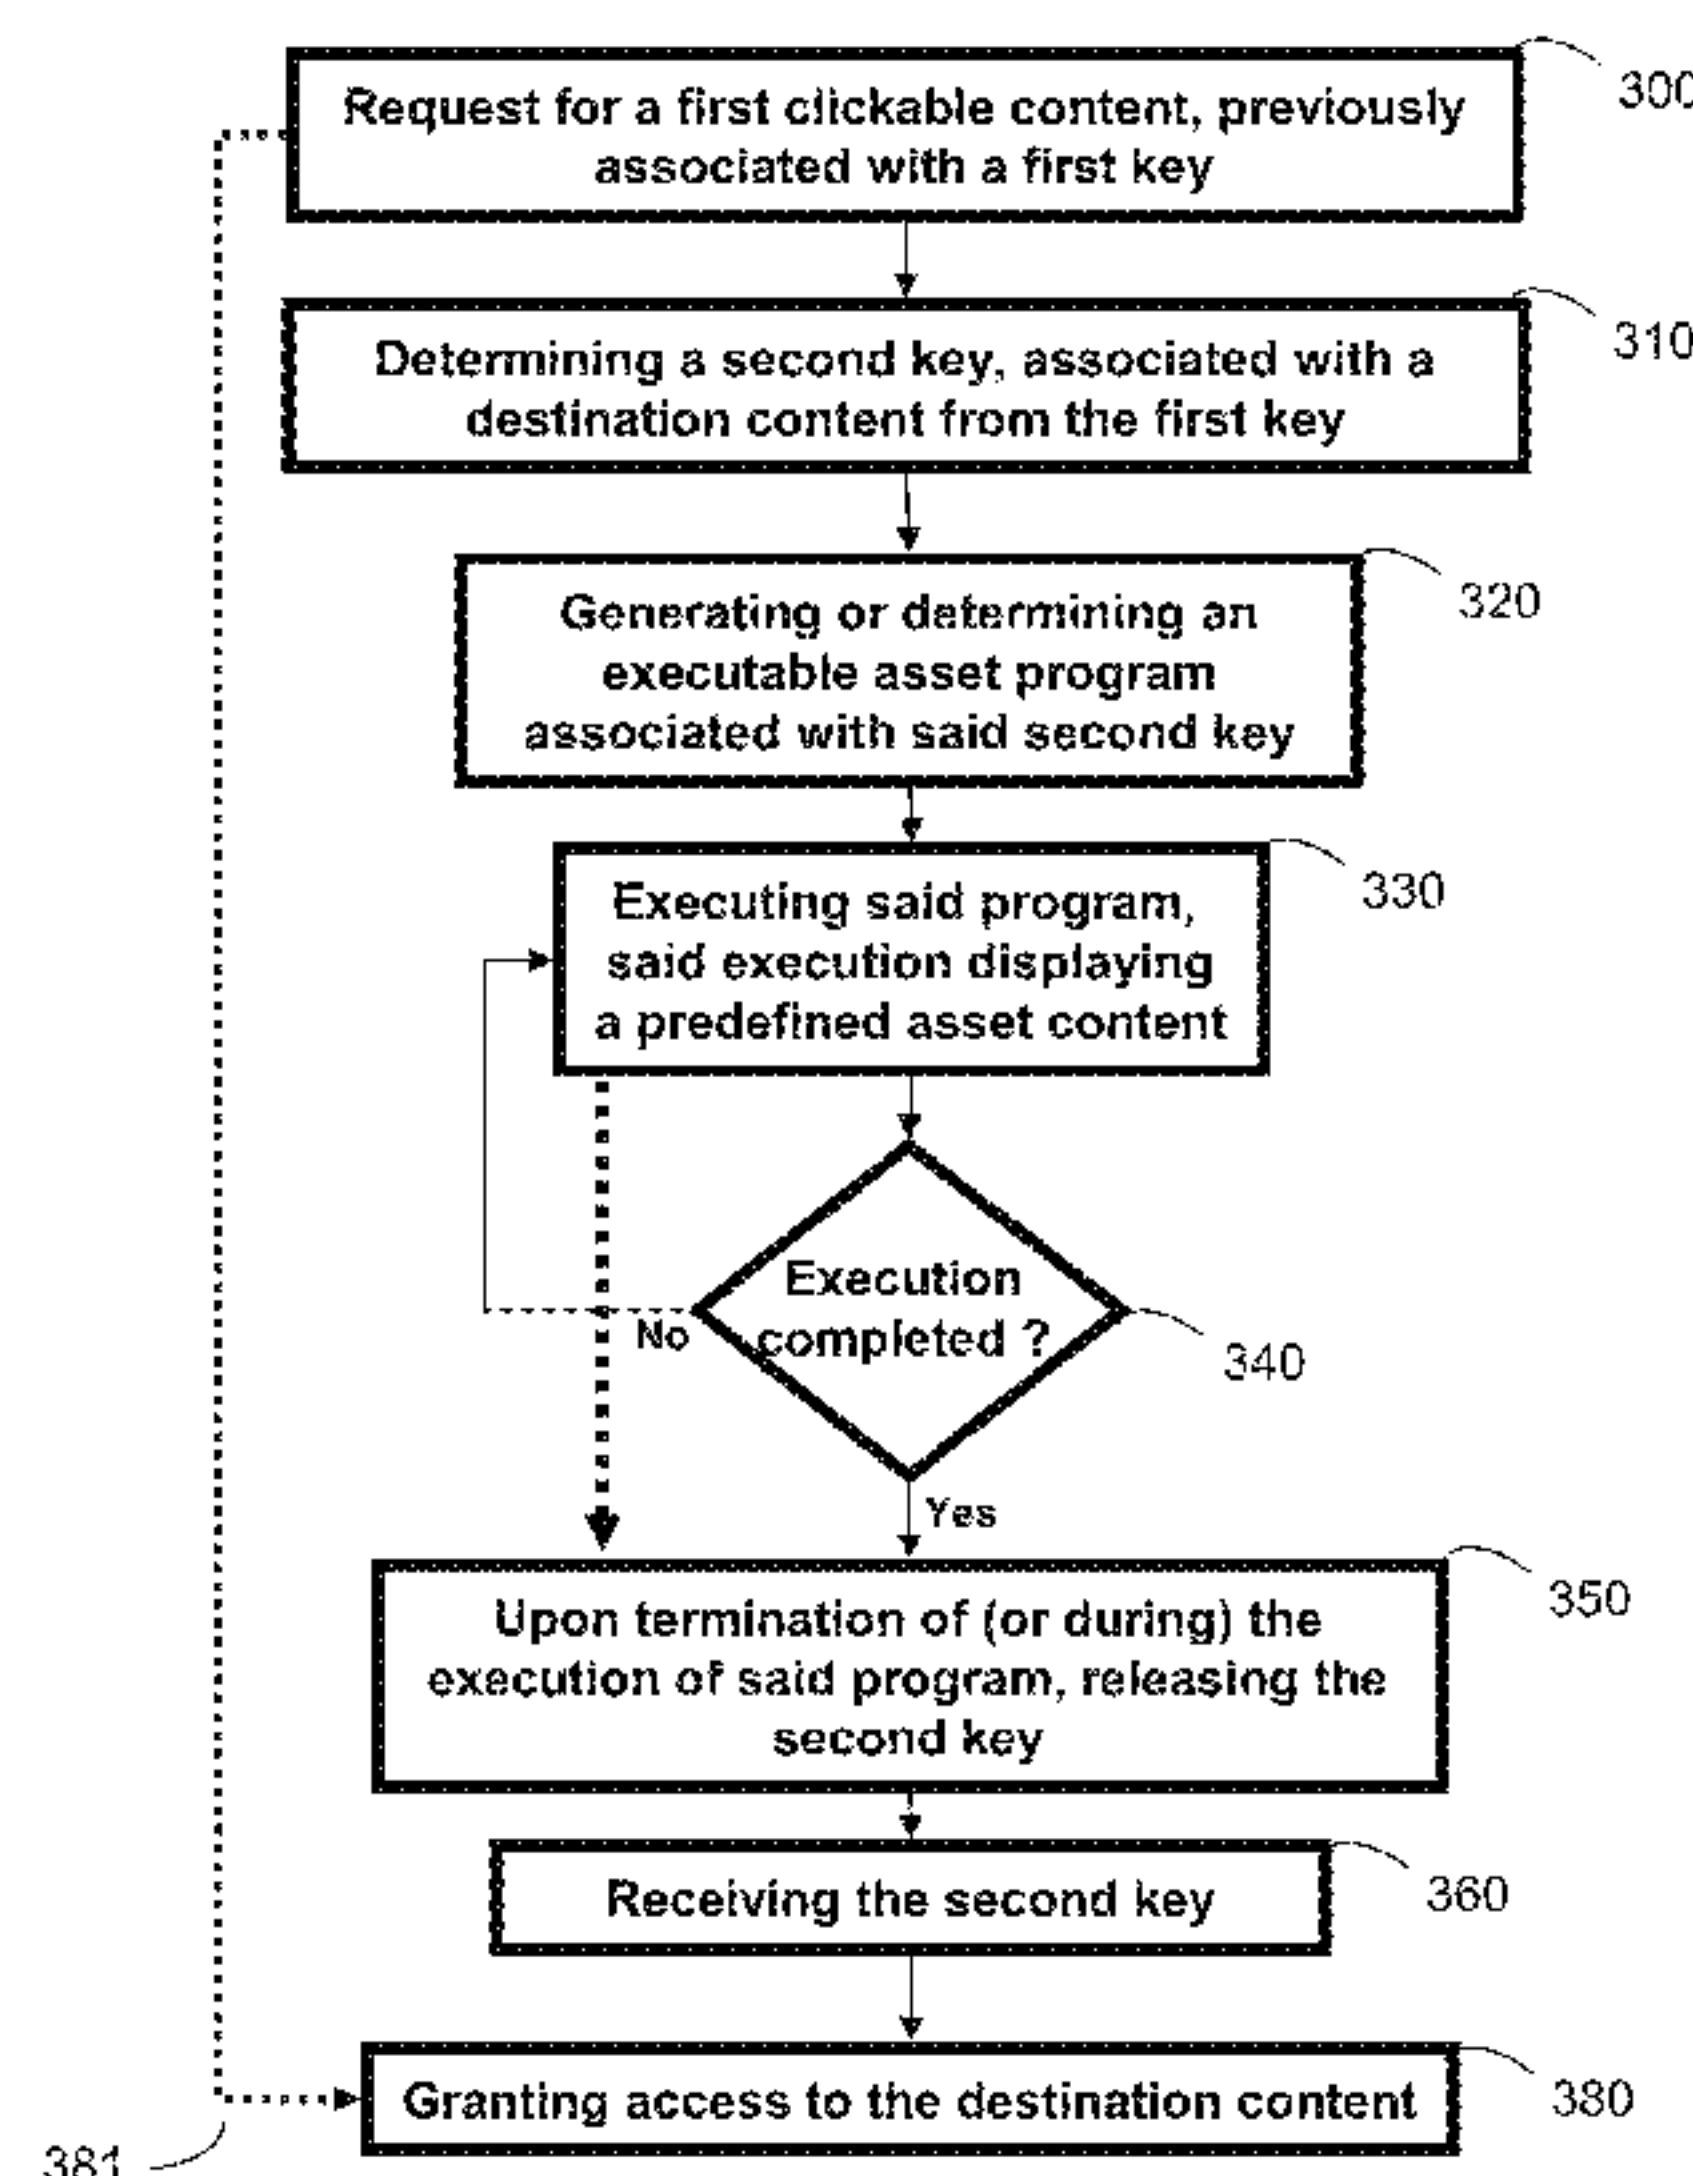 300
Request for a first clickable content, previously
associated with a first key
310
Determining a second key, associated with a
destination content from the first key
320
Generating or determining an
executable asset program
associated with said second key
330
Executing said program,
said execution displaying
a predefined asset content
Execution
completed ?
No
340
Yes
350
Upon termination of (or during) the
execution of said program, releasing the
second key
360
Receiving the second key
380
Granting access to the destination content
381